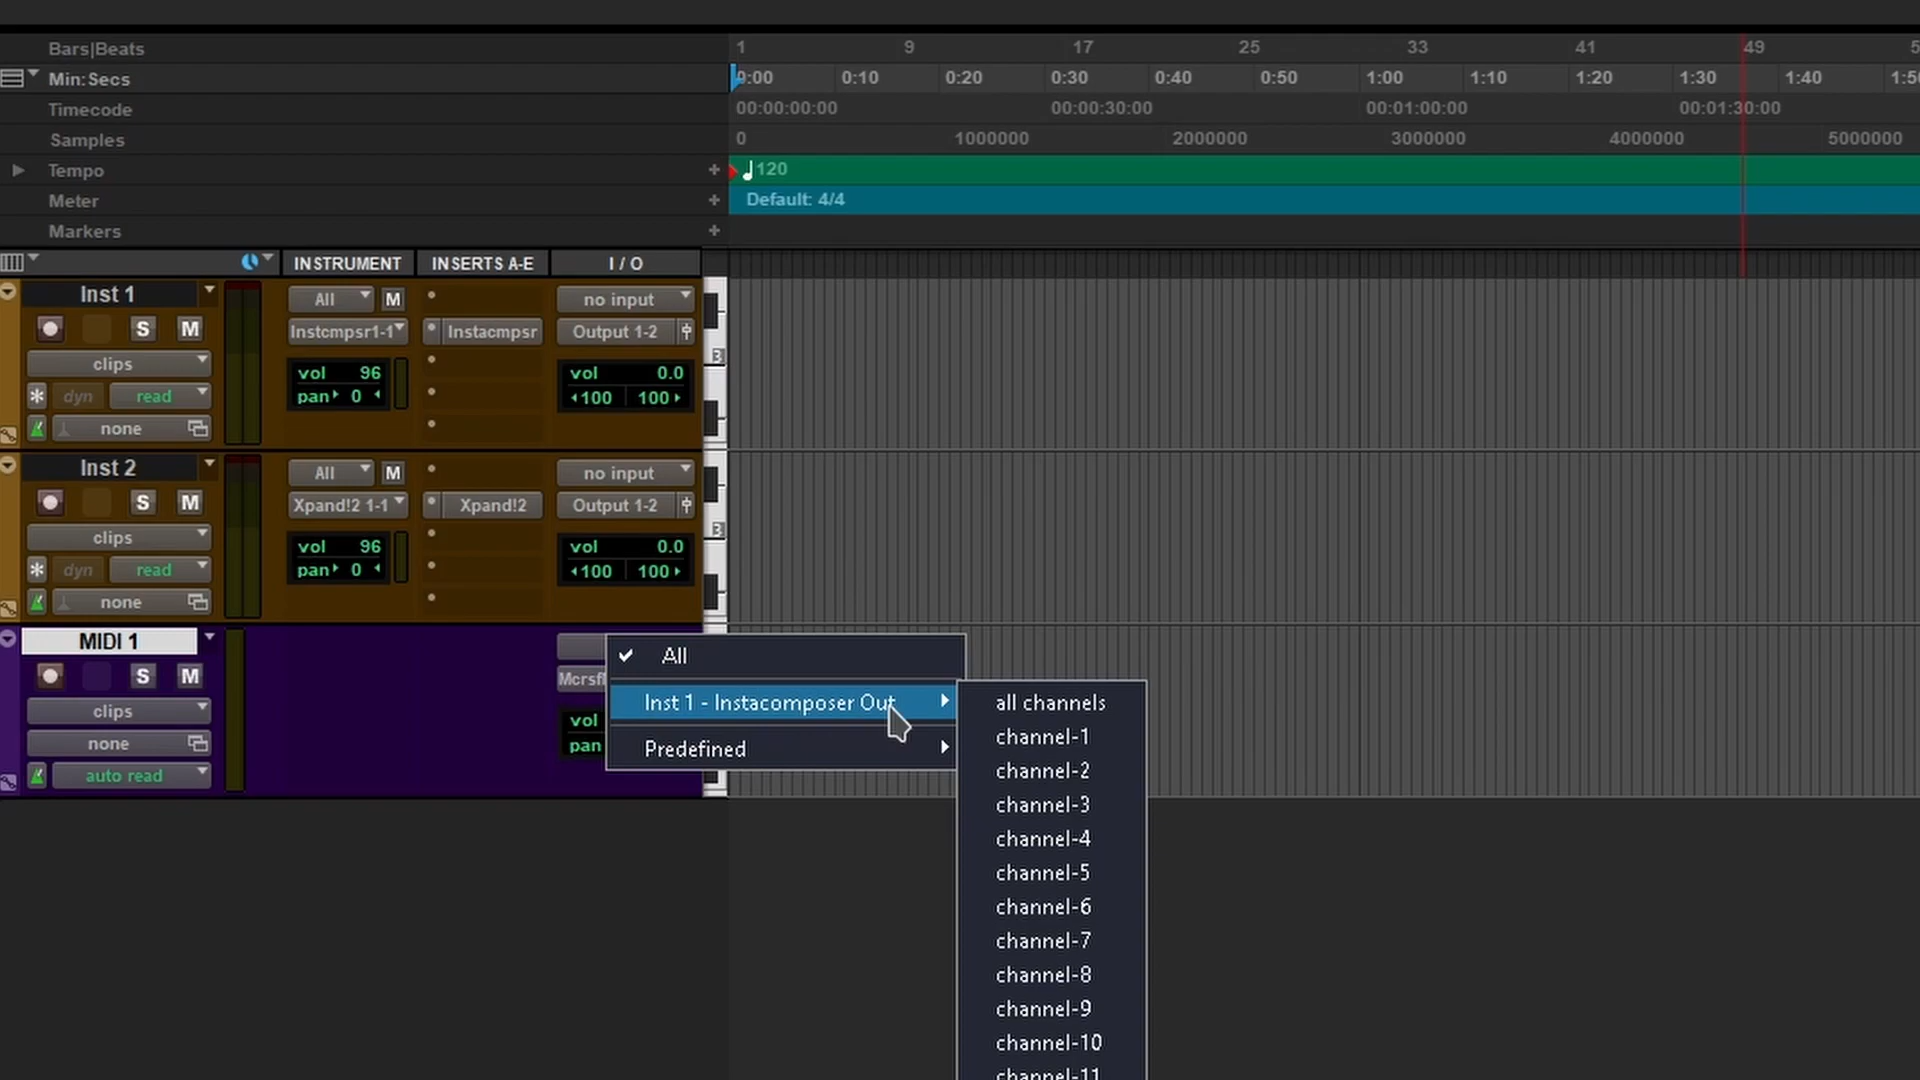 Bars|Beats 1 9 17 25 33 41 49
Min:Secs 0:00 0:10 0:20 0:30 0:40 0:50 1:00 1:10 1:20 1:30 1:40
Timecode 00:00:00:00 00:00:30:00 00:01:00:00 00:01:30:00
Samples 0 1000000 2000000 3000000 4000000 5000000
Tempo + 120
Meter + Default: 4/4
Markers +
INSTRUMENT INSERTS A-E I / O
Inst 1 All M no input
S M Instcmpsr1-1 Instacmpsr Output 1-2
clips vol 96 vol 0.0
dyn read pan 0 100 100
none
3
Inst 2 All M no input
S M Xpand!2 1-1 Xpand!2 Output 1-2
clips vol 96 vol 0.0
dyn read pan 0 100 100
none
3
MIDI 1
S M
clips vol
none pan
auto read
All
Inst 1 - Instacomposer Out
Predefined
all channels
channel-1
channel-2
channel-3
channel-4
channel-5
channel-6
channel-7
channel-8
channel-9
channel-10
channel-11